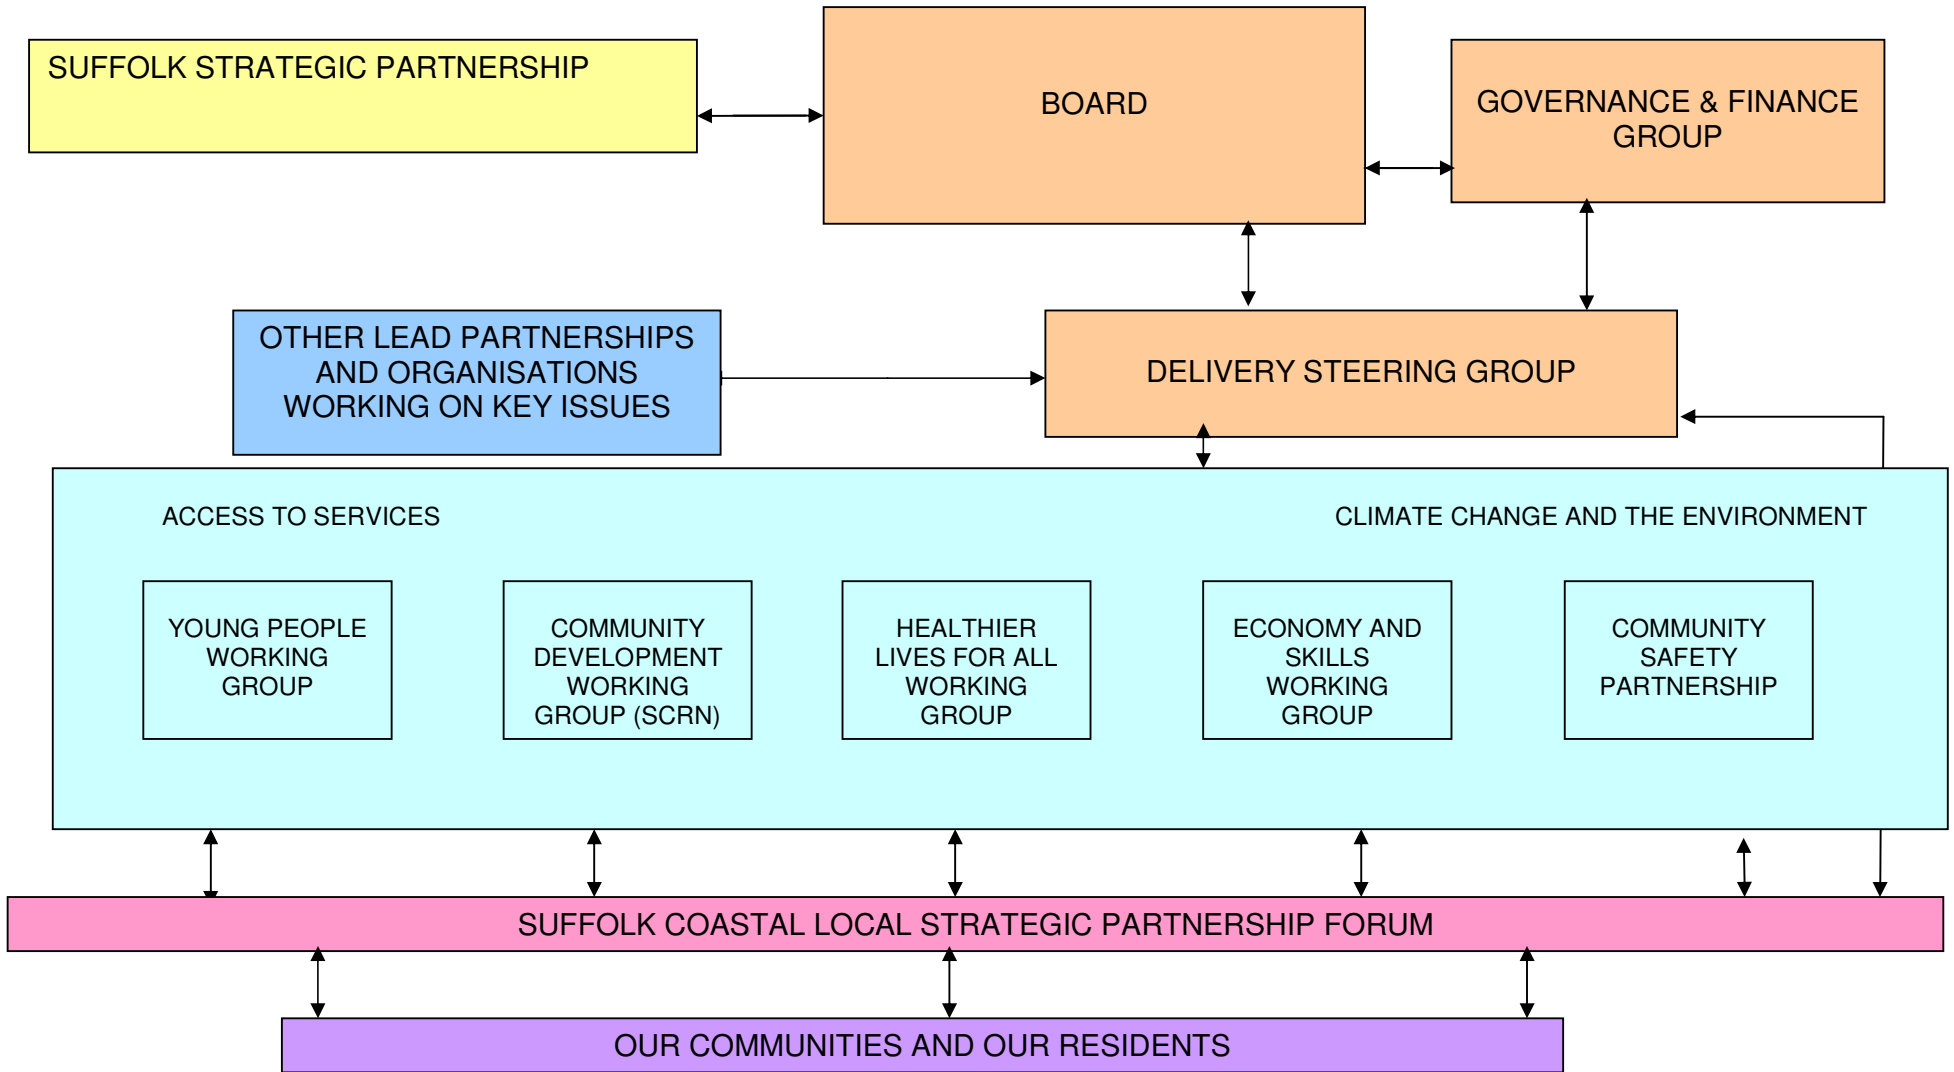 SUFFOLK STRATEGIC PARTNERSHIP
BOARD
GOVERNANCE & FINANCE
GROUP
OTHER LEAD PARTNERSHIPS
AND ORGANISATIONS
WORKING ON KEY ISSUES
DELIVERY STEERING GROUP
ACCESS TO SERVICES
CLIMATE CHANGE AND THE ENVIRONMENT
YOUNG PEOPLE
WORKING
GROUP
COMMUNITY
DEVELOPMENT
WORKING
GROUP (SCRN)
HEALTHIER
LIVES FOR ALL
WORKING
GROUP
ECONOMY AND
SKILLS
WORKING
GROUP
COMMUNITY
SAFETY
PARTNERSHIP
SUFFOLK COASTAL LOCAL STRATEGIC PARTNERSHIP FORUM
OUR COMMUNITIES AND OUR RESIDENTS